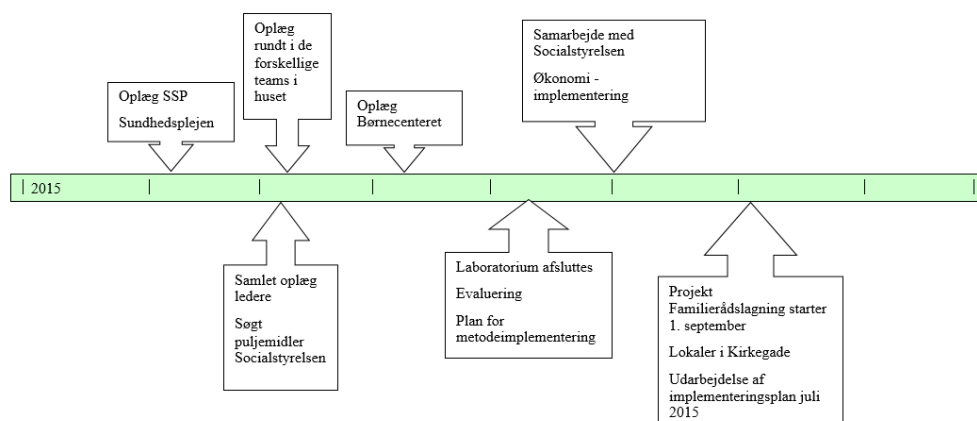 Oplæg SSP
Sundhedsplejen
Oplæg
rundt i de
forskellige
teams i
huset
Oplæg
Børnecenteret
Samarbejde med
Socialstyrelsen
Økonomi -
implementering
2015
Samlet oplæg
ledere
Søgt
puljemidler
Socialstyrelsen
Laboratorium afsluttes
Evaluering
Plan for
metodeimplementering
Projekt
Familierådslagning starter
1. september
Lokaler i Kirkegade
Udarbejdelse af
implementeringsplan juli
2015